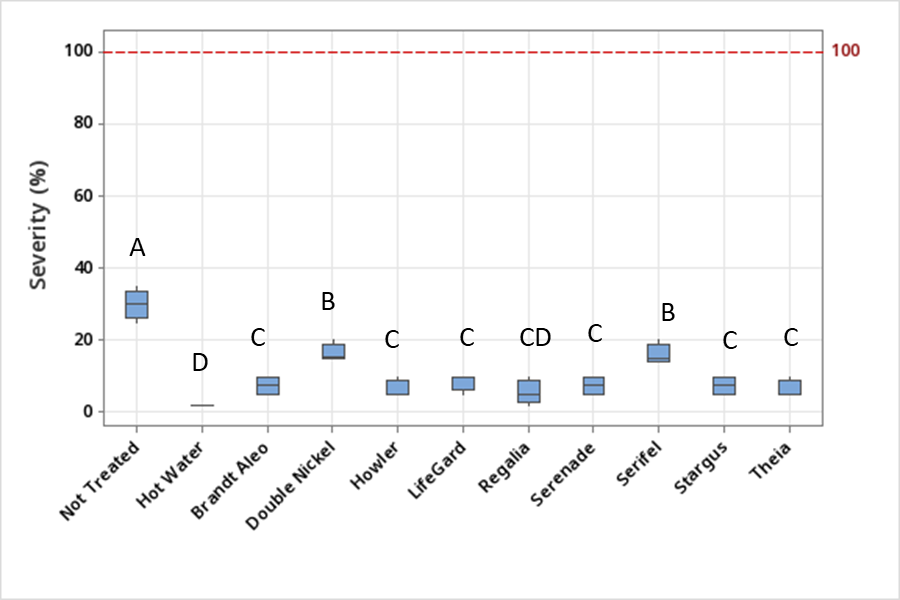 100
100
80
60
40
20
0
Severity (%)
A
D
C
B
C
C
CD
C
B
C
C
Not Treated
Hot Water
Brandt Aleo
Double Nickel
Howler
LifeGard
Regalia
Serenade
Serifel
Stargus
Theia